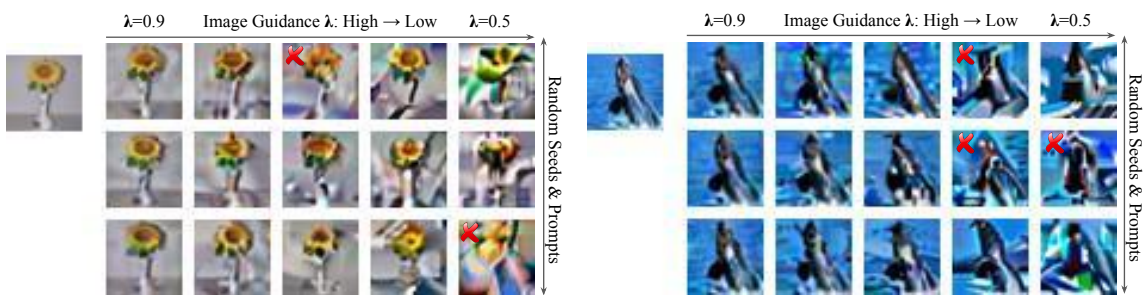 λ=0.9 Image Guidance λ: High → Low λ=0.5
Random Seeds & Prompts
λ=0.9 Image Guidance λ: High → Low λ=0.5
Random Seeds & Prompts